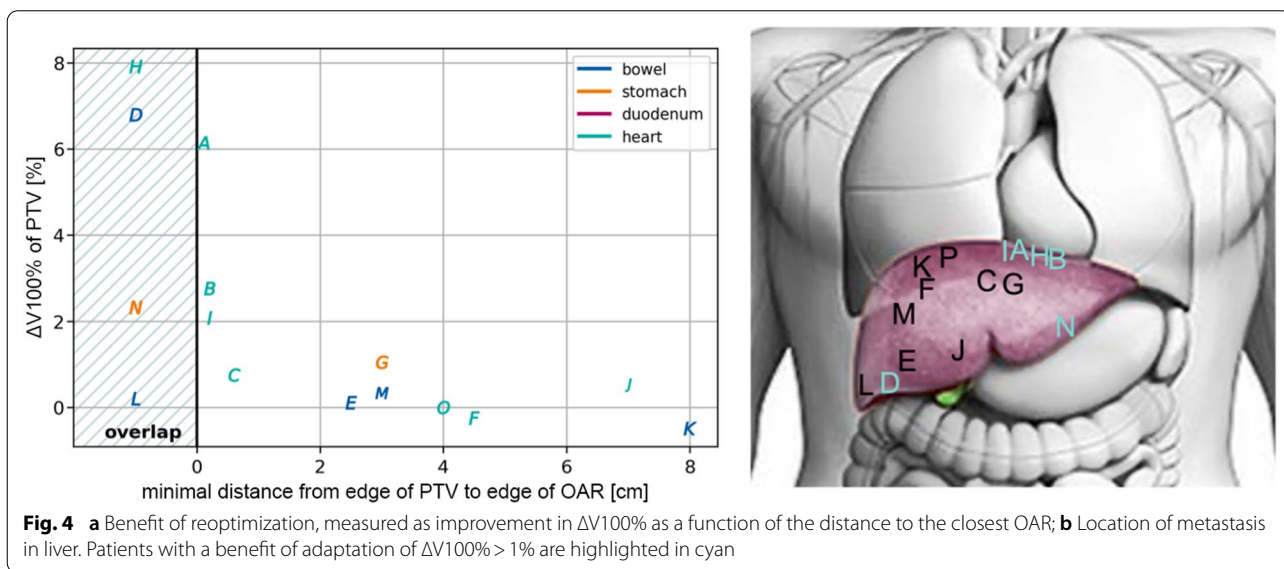 8
6
4
2
0
ΔV100% of PTV [%]
H
D
A
N
B
I
C
L
E
G
M
O
F
J
K
overlap
bowel
stomach
duodenum
heart
0 2 4 6 8
minimal distance from edge of PTV to edge of OAR [cm]
I A H B
P
K
C G
F
M
N
J
E
L D
Fig. 4 a Benefit of reoptimization, measured as improvement in ΔV100% as a function of the distance to the closest OAR; b Location of metastasis
in liver. Patients with a benefit of adaptation of ΔV100% > 1% are highlighted in cyan